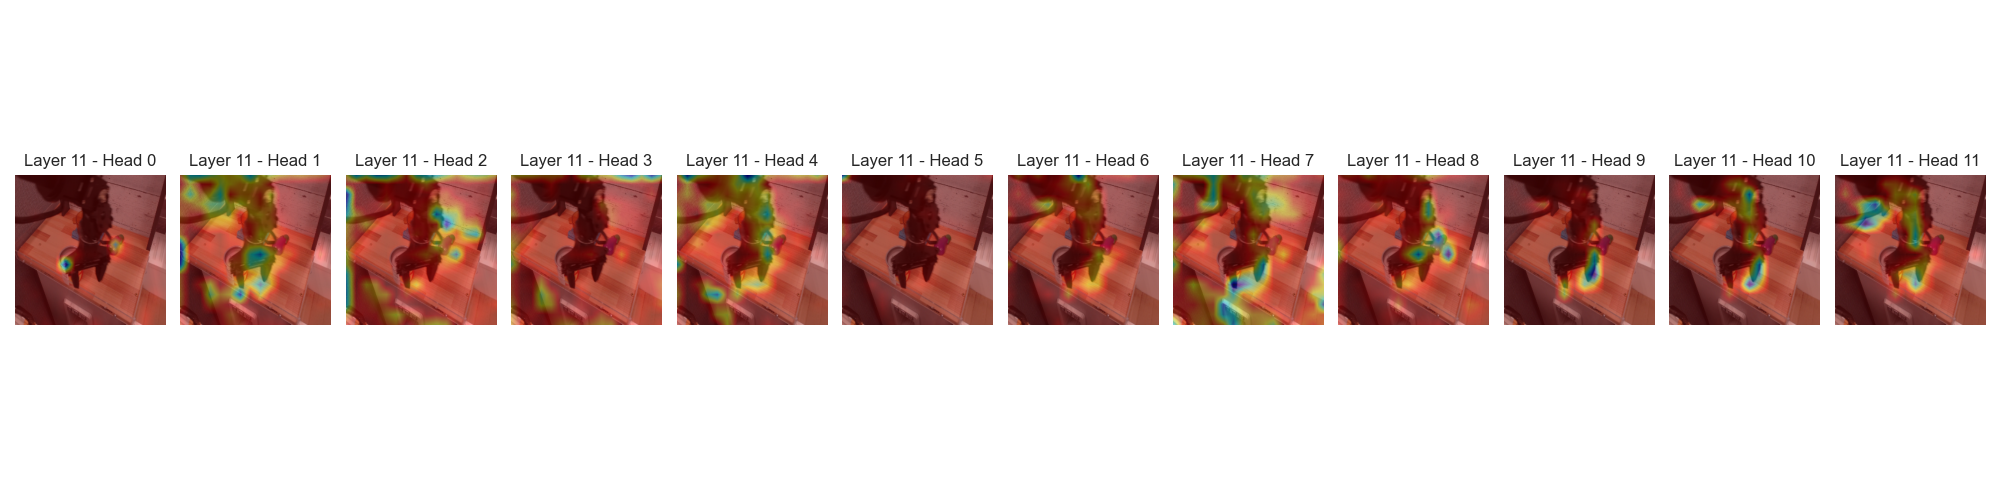 Layer 11 - Head 0
Layer 11 - Head 1
Layer 11 - Head 2
Layer 11 - Head 3
Layer 11 - Head 4
Layer 11 - Head 5
Layer 11 - Head 6
Layer 11 - Head 7
Layer 11 - Head 8
Layer 11 - Head 9
Layer 11 - Head 10
Layer 11 - Head 11